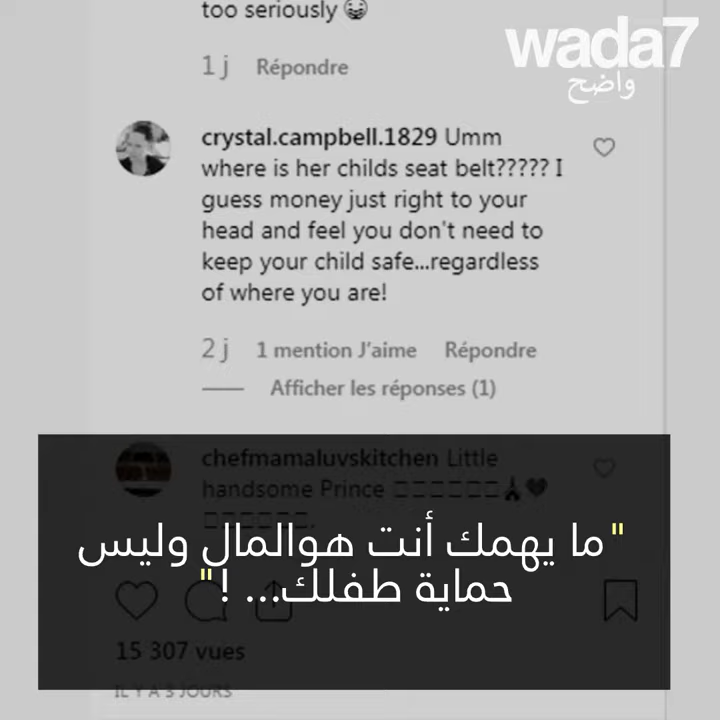 too seriously 😅
wada7
واضح
1 j Répondre
crystal.campbell.1829 Umm
where is her childs seat belt????? I
guess money just right to your
head and feel you don't need to
keep your child safe...regardless
of where you are!
2 j 1 mention J'aime Répondre
Afficher les réponses (1)
chefmamaluvskitchen Little
handsome Prince
"ما يهمك أنت هوالمال وليس
حماية طفلك... !"
15 307 vues
IL Y A 3 JOURS